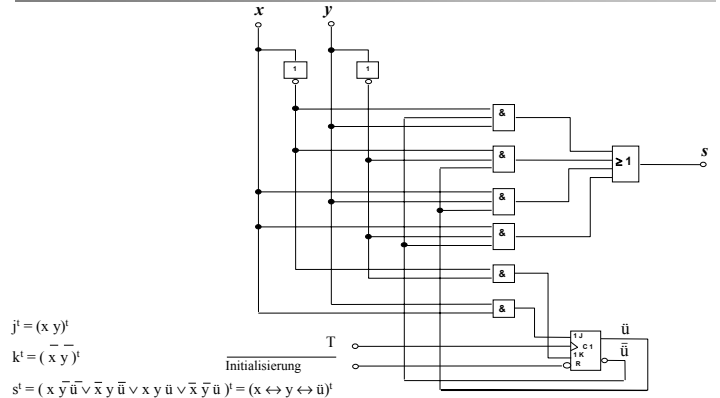 x y
1 1
&
&
≥ 1
s
&
&
&
&
jᵗ = (x y)ᵗ
T
1 J
C 1
1 K
R
ü
ü̅
kᵗ = ( x̅ y̅ )ᵗ
Initialisierung
sᵗ = ( x y̅ ü̅ ∨ x̅ y ü̅ ∨ x y ü ∨ x̅ y̅ ü )ᵗ = (x ↔ y ↔ ü)ᵗ